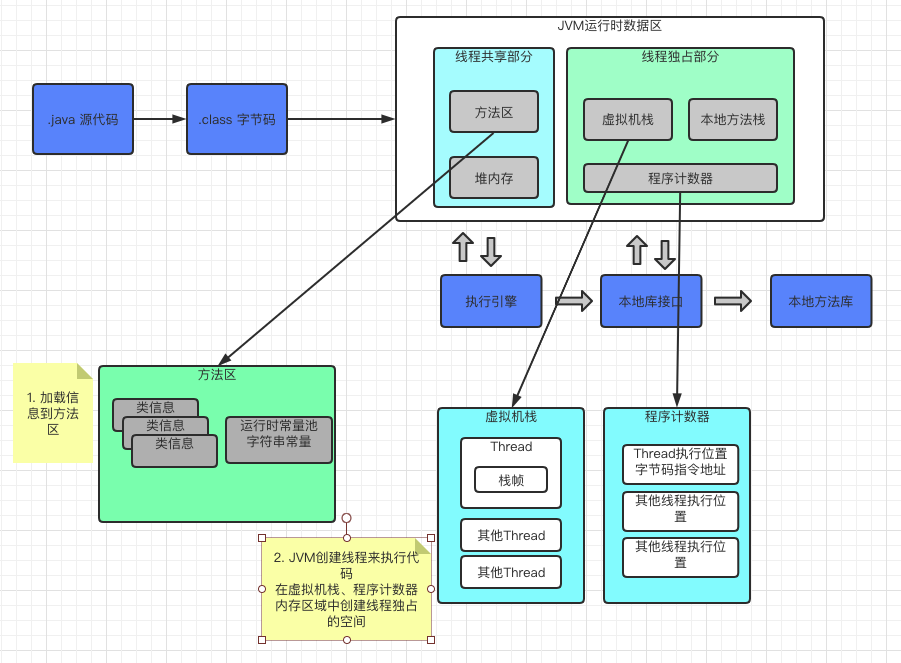 JVM运行时数据区
线程共享部分
线程独占部分
.java 源代码
.class 字节码
方法区
虚拟机栈
本地方法栈
堆内存
程序计数器
执行引擎
本地库接口
本地方法库
1. 加载信
息到方法
区
方法区
类信息
类信息
类信息
运行时常量池
字符串常量
虚拟机栈
Thread
栈帧
其他Thread
其他Thread
程序计数器
Thread执行位置
字节码指令地址
其他线程执行位
置
其他线程执行位
置
2. JVM创建线程来执行代
码
在虚拟机栈、程序计数器
内存区域中创建线程独占
的空间